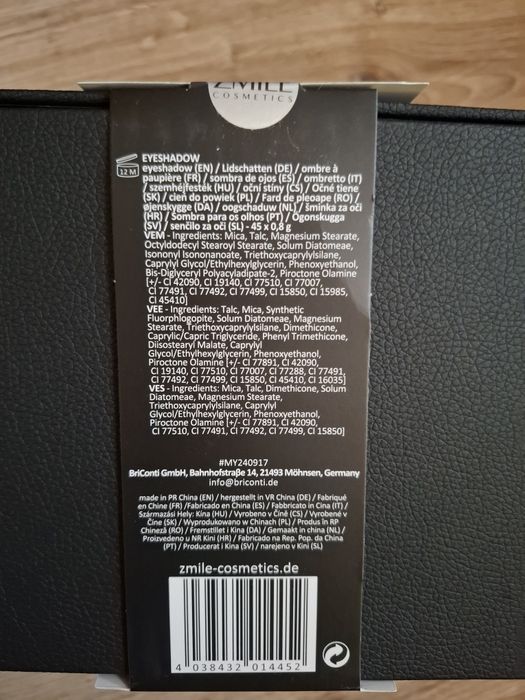 ZMILE
COSMETICS
12 M
EYESHADOW
eyeshadow (EN) / Lidschatten (DE) / ombre à
paupière (FR) / sombra de ojos (ES) / ombretto (IT)
/ szemhéjfesték (HU) / oční stíny (CS) / Očné tiene
(SK) / cień do powiek (PL) / Fard de pleoape (RO) /
øjenskygge (DA) / oogschaduw (NL) / šminka za oči
(HR) / Sombra para os olhos (PT) / Ögonskugga
(SV) / senčilo za oči (SL) - 45 x 0,8 g
VEM - Ingredients: Mica, Talc, Magnesium Stearate,
Octyldodecyl Stearoyl Stearate, Solum Diatomeae,
Isononyl Isononanoate, Triethoxycaprylylsilane,
Caprylyl Glycol/Ethylhexylglycerin, Phenoxyethanol,
Bis-Diglyceryl Polyacyladipate-2, Piroctone Olamine
[+/- CI 42090, CI 19140, CI 77510, CI 77007,
CI 77491, CI 77492, CI 77499, CI 15850, CI 15985,
CI 45410]
VEE - Ingredients: Talc, Mica, Synthetic
Fluorphlogopite, Solum Diatomeae, Magnesium
Stearate, Triethoxycaprylylsilane, Dimethicone,
Caprylic/Capric Triglyceride, Phenyl Trimethicone,
Diisostearyl Malate, Caprylyl
Glycol/Ethylhexylglycerin, Phenoxyethanol,
Piroctone Olamine [+/- CI 77891, CI 42090,
CI 19140, CI 77510, CI 77007, CI 77288, CI 77491,
CI 77492, CI 77499, CI 15850, CI 45410, CI 16035]
VES - Ingredients: Mica, Talc, Dimethicone, Solum
Diatomeae, Magnesium Stearate,
Triethoxycaprylylsilane, Caprylyl
Glycol/Ethylhexylglycerin, Phenoxyethanol,
Piroctone Olamine [+/- CI 77891, CI 42090,
CI 77510, CI 77491, CI 77492, CI 77499, CI 15850]
#MY240917
BriConti GmbH, Bahnhofstraße 14, 21493 Möhnsen, Germany
info@briconti.de
made in PR China (EN) / hergestellt in VR China (DE) / Fabriqué
en Chine (FR) /Fabricado en China (ES) / Fabbricato in Cina (IT) /
Származási Hely: Kína (HU) / Vyrobeno v Číně (CS) / Vyrobené v
Číne (SK) / Wyprodukowano w Chinach (PL) / Produs în RP
Chineză (RO) / Fremstillet i Kina (DA) / Gemaakt in china (NL) /
Proizvedeno u NR Kini (HR) / Fabricado na Rep. Pop. da China
(PT) / Producerat i Kina (SV) / narejeno v Kini (SL)
zmile-cosmetics.de
4 038432 014452